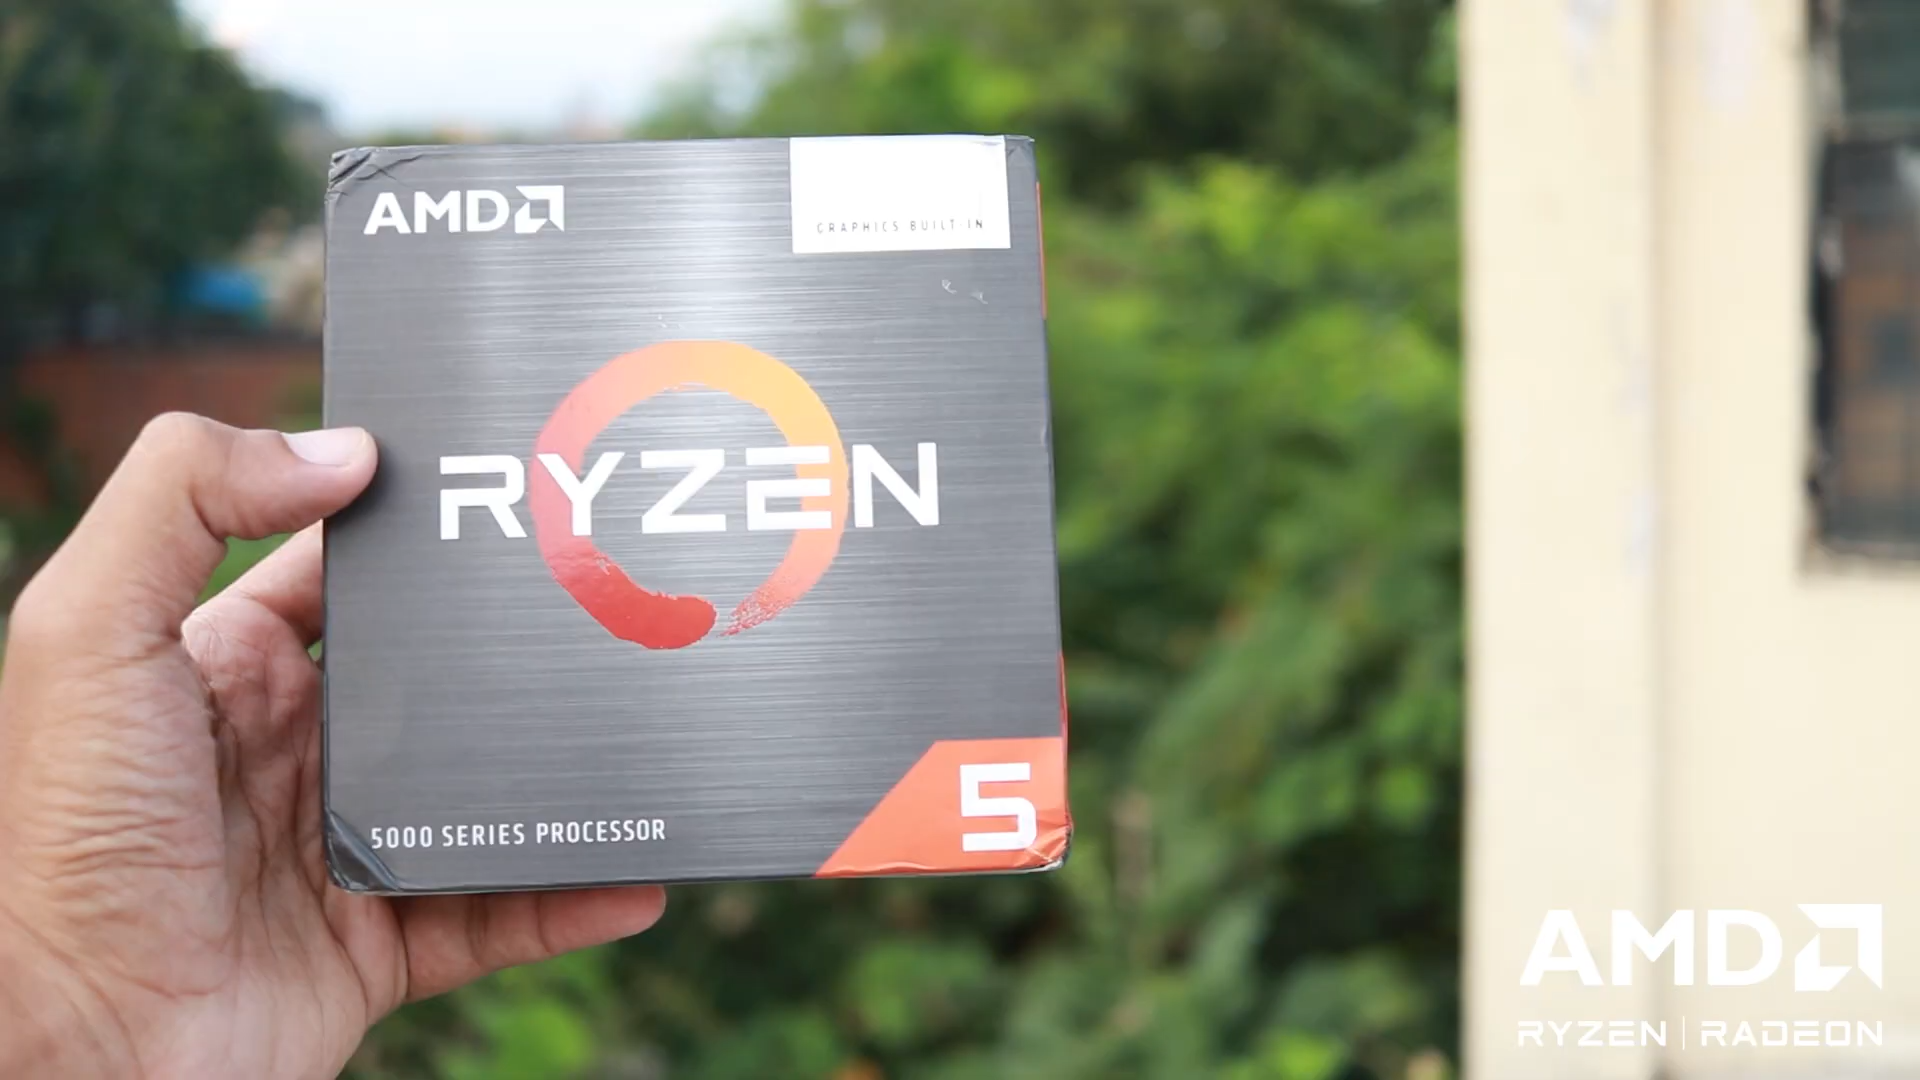 AMD
GRAPHICS BUILT-IN
RYZEN
5000 SERIES PROCESSOR
5
AMD
RYZEN | RADEON